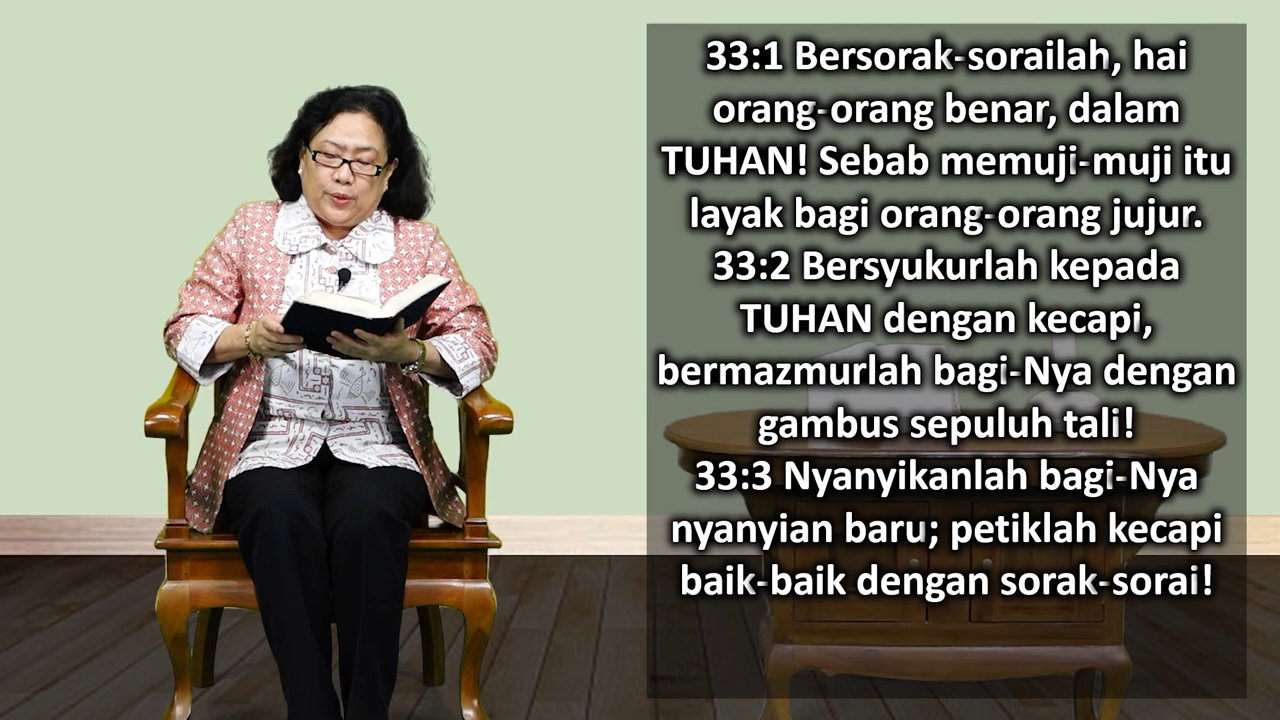 33:1 Bersorak-sorailah, hai
orang-orang benar, dalam
TUHAN! Sebab memuji-muji itu
layak bagi orang-orang jujur.
33:2 Bersyukurlah kepada
TUHAN dengan kecapi,
bermazmurlah bagi-Nya dengan
gambus sepuluh tali!
33:3 Nyanyikanlah bagi-Nya
nyanyian baru; petiklah kecapi
baik-baik dengan sorak-sorai!